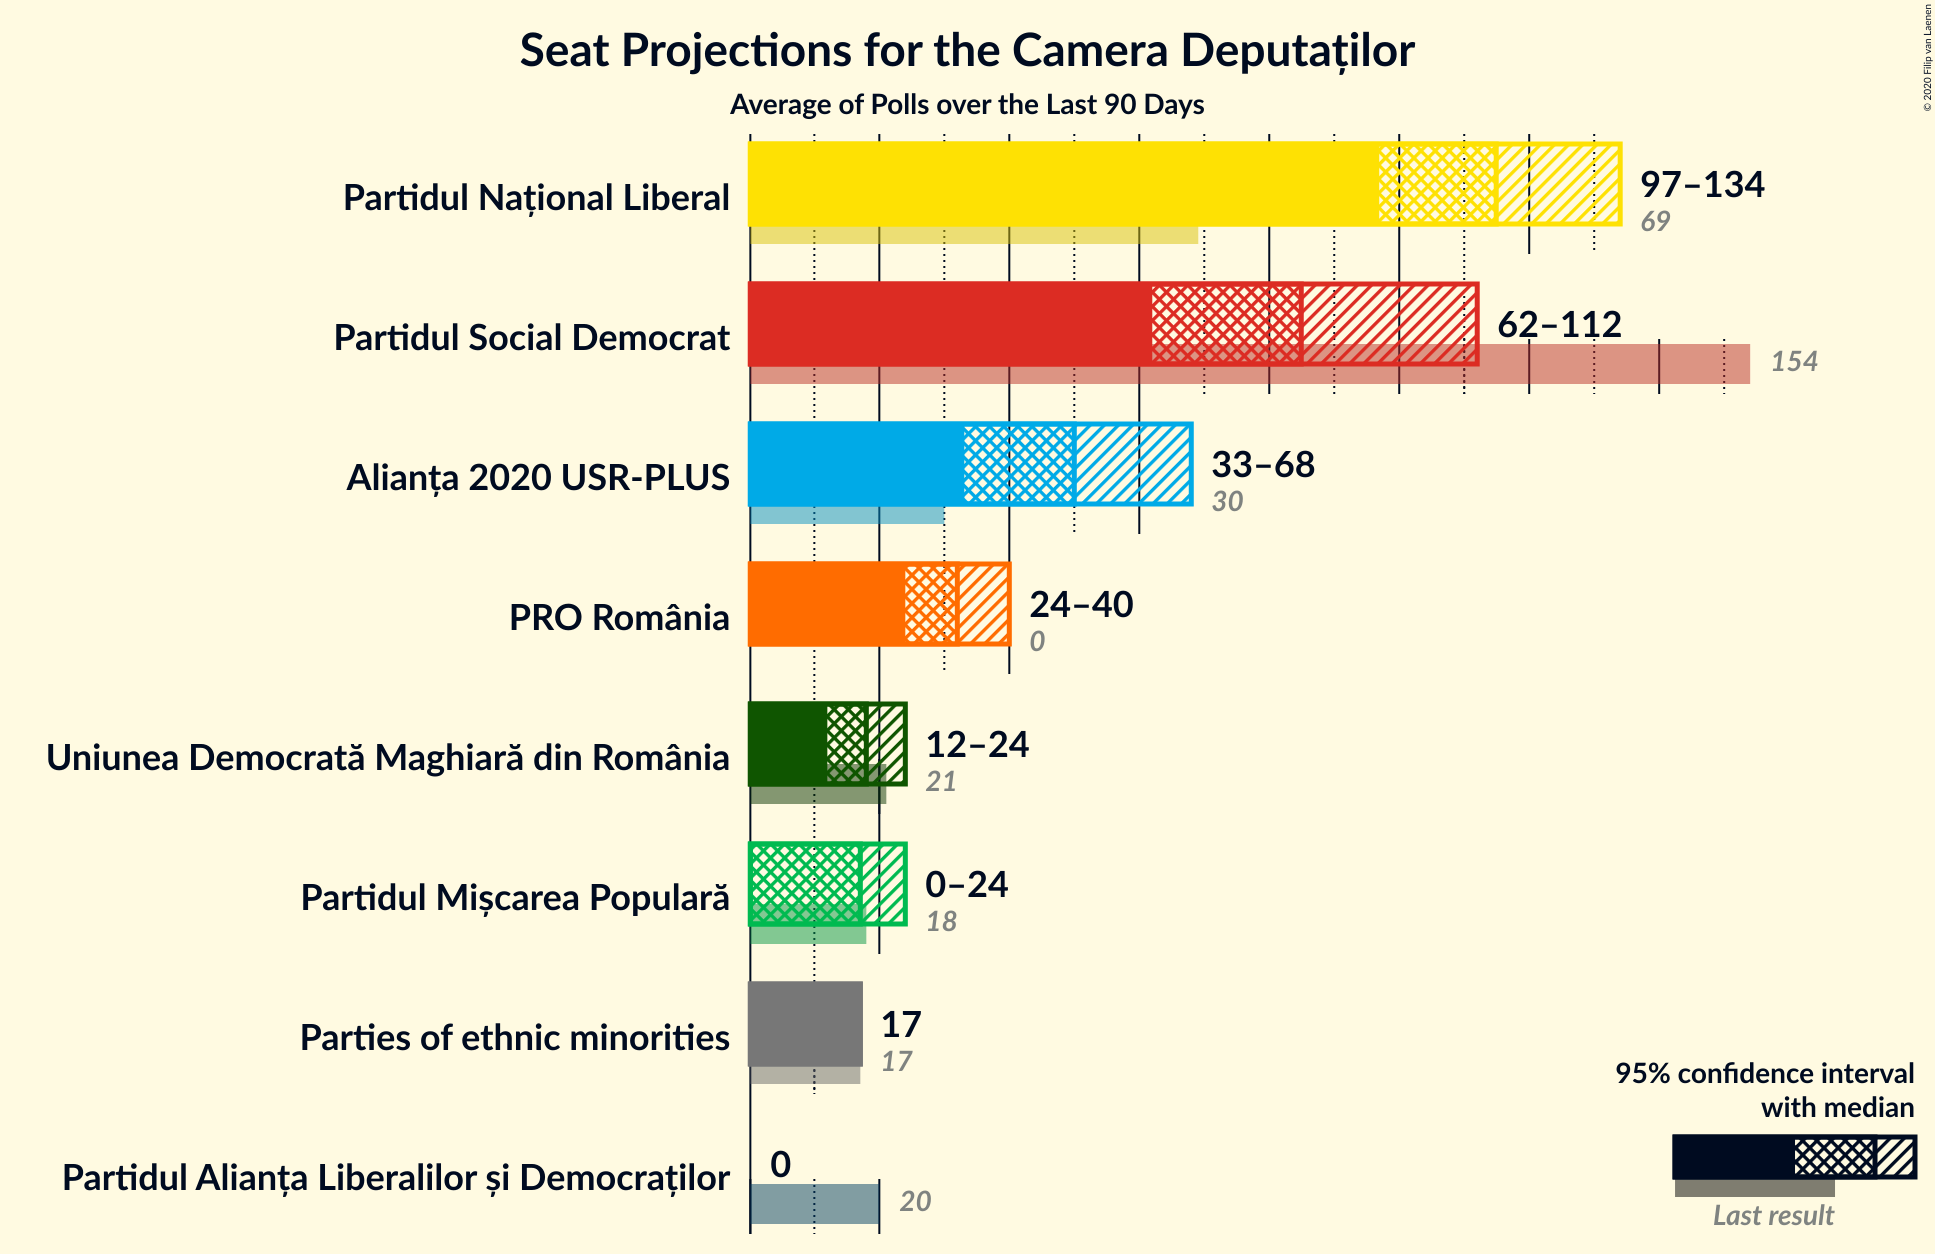 Seat Projections for the Camera Deputaților
Average of Polls over the Last 90 Days
© 2020 Filip van Laenen
Partidul Național Liberal
97–134
69
Partidul Social Democrat
62–112
154
Alianța 2020 USR-PLUS
33–68
30
PRO România
24–40
0
Uniunea Democrată Maghiară din România
12–24
21
Partidul Mișcarea Populară
0–24
18
Parties of ethnic minorities
17
17
Partidul Alianța Liberalilor și Democraților
0
20
95% confidence interval
with median
Last result